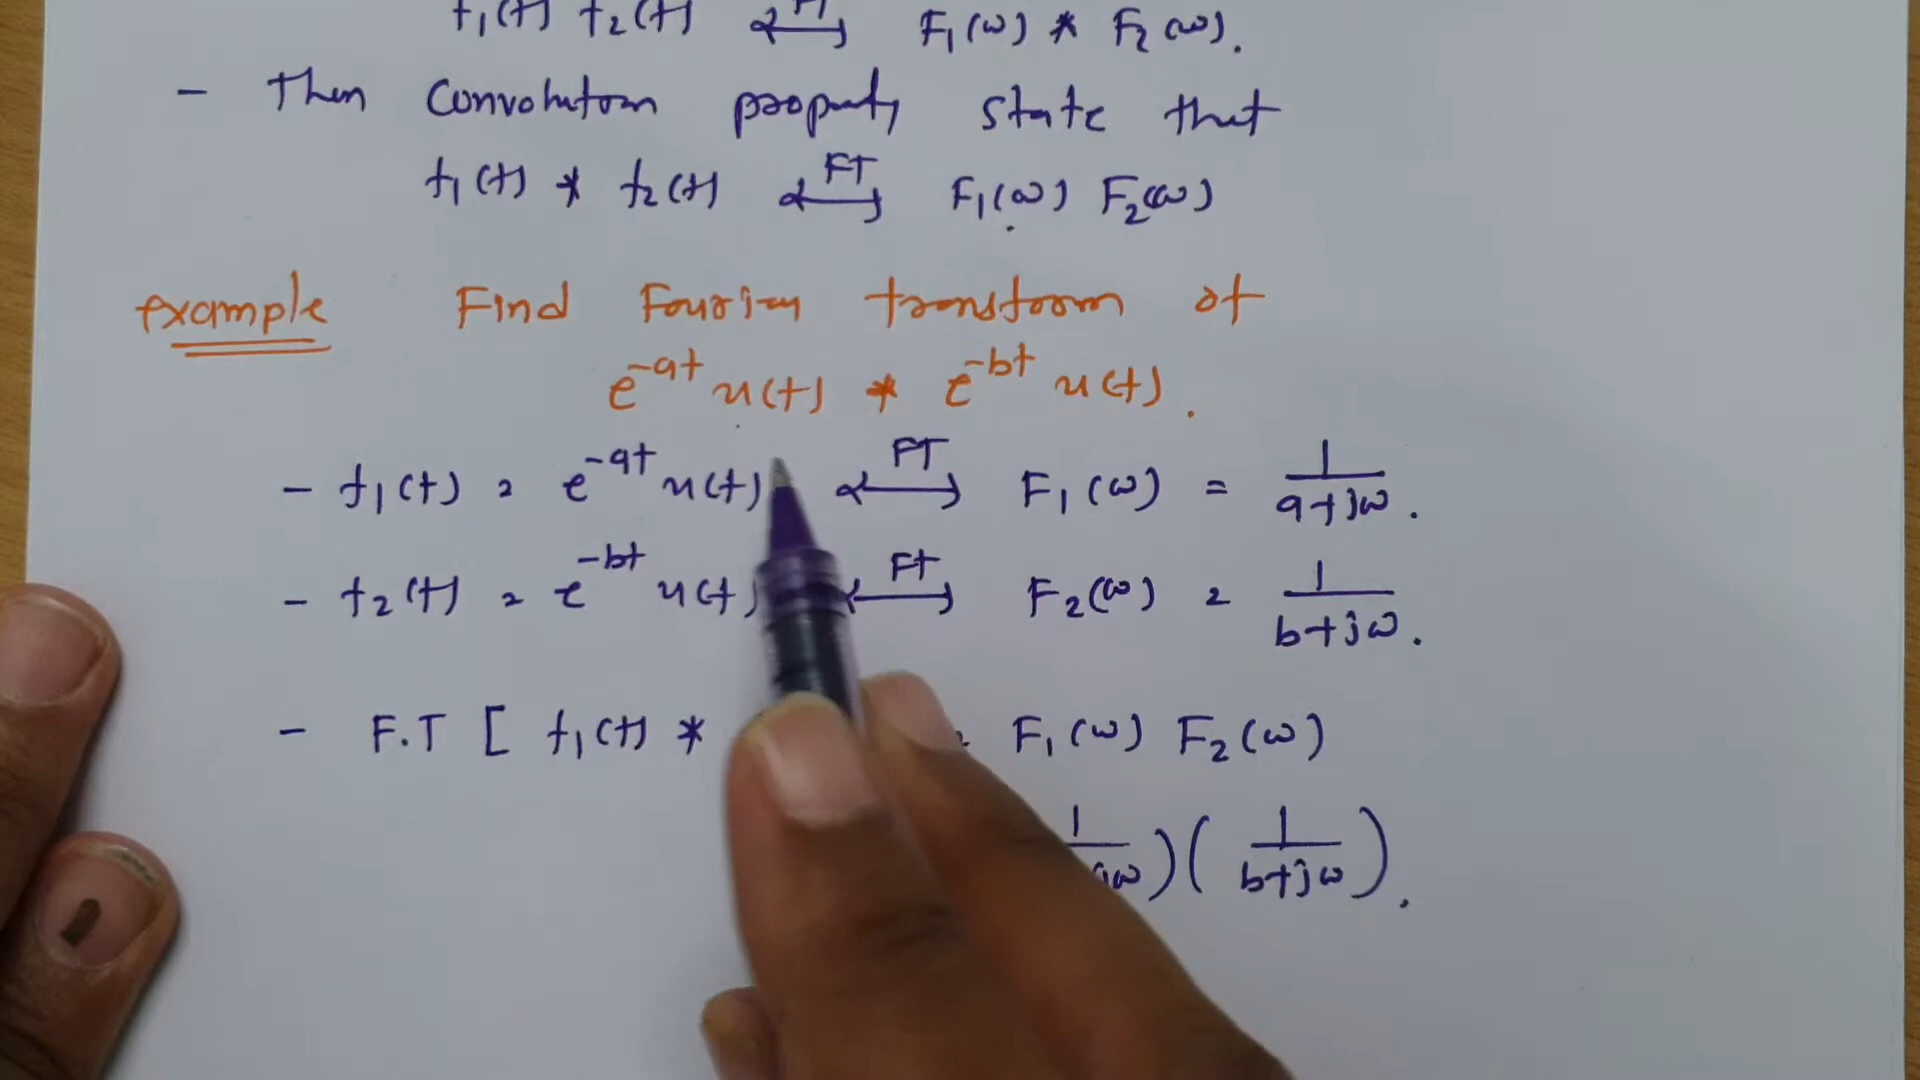 f₁(t) f₂(t) ⟷ F₁(ω) * F₂(ω).
- Then Convolution property state that
f₁(t) * f₂(t) ⟷ FT F₁(ω) F₂(ω)
example Find Fourier transform of
e^-at u(t) * e^-bt u(t).
- f₁(t) = e^-at u(t) ⟷ FT F₁(ω) = 1/(a+jω).
- f₂(t) = e^-bt u(t) ⟷ FT F₂(ω) = 1/(b+jω).
- F.T [ f₁(t) * F₁(ω) F₂(ω)
)( 1/(b+jω) ).